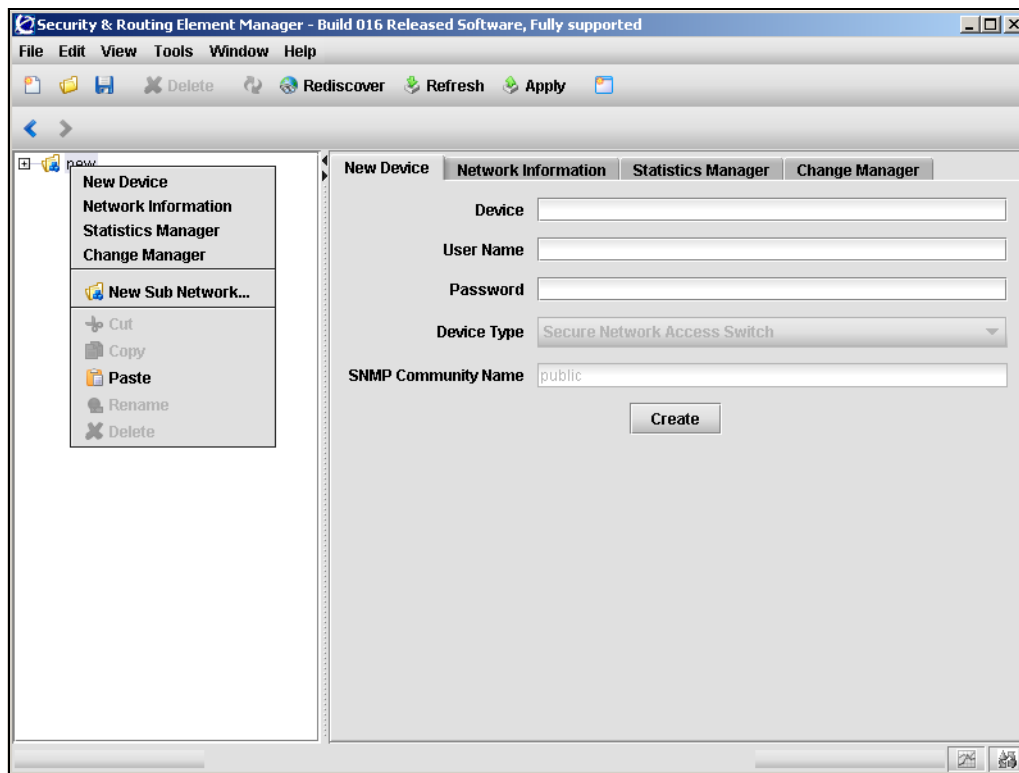 Security & Routing Element Manager - Build 016 Released Software, Fully supported
File Edit View Tools Window Help
Delete Rediscover Refresh Apply
new
New Device
Network Information
Statistics Manager
Change Manager
New Sub Network...
Cut
Copy
Paste
Rename
Delete
New Device Network Information Statistics Manager Change Manager
Device
User Name
Password
Device Type Secure Network Access Switch
SNMP Community Name public
Create